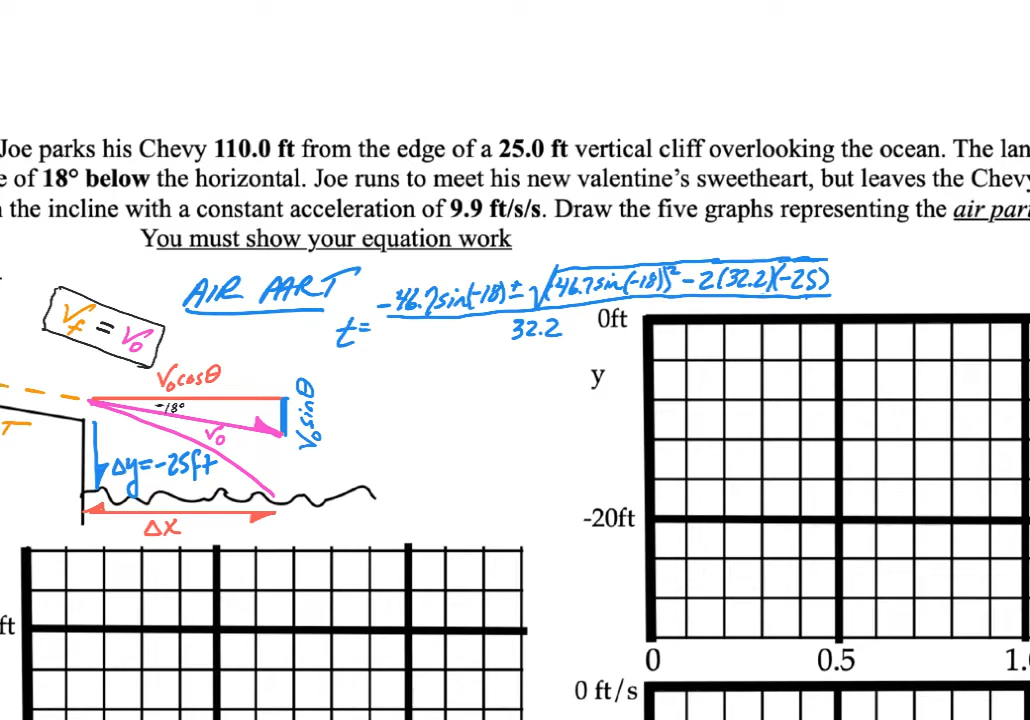 Joe parks his Chevy 110.0 ft from the edge of a 25.0 ft vertical cliff overlooking the ocean. The lan
e of 18° below the horizontal. Joe runs to meet his new valentine's sweetheart, but leaves the Chevy
n the incline with a constant acceleration of 9.9 ft/s/s. Draw the five graphs representing the air part
You must show your equation work
AIR PART
t = -46.7sin(-18) ± √(46.7sin(-18))² - 2(32.2)(-25)
32.2
Vf = Vo
Vocosθ
-18°
Vo
Vosinθ
Δy=-25ft
Δx
0ft
y
-20ft
0 0.5 1.0
ft
0 ft/s